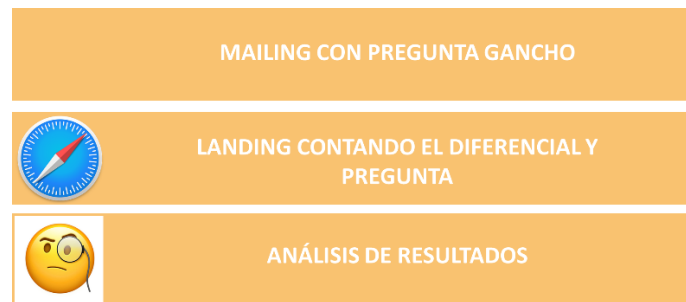 MAILING CON PREGUNTA GANCHO
LANDING CONTANDO EL DIFERENCIAL Y
PREGUNTA
ANÁLISIS DE RESULTADOS